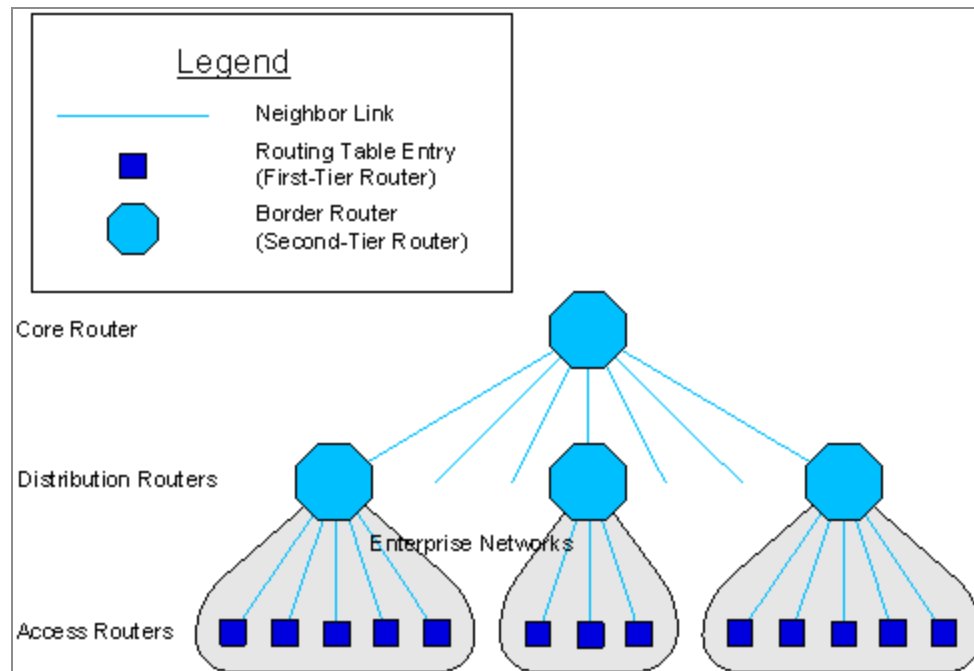 Legend
Neighbor Link
Routing Table Entry
(First-Tier Router)
Border Router
(Second-Tier Router)
Core Router
Distribution Routers
Enterprise Networks
Access Routers